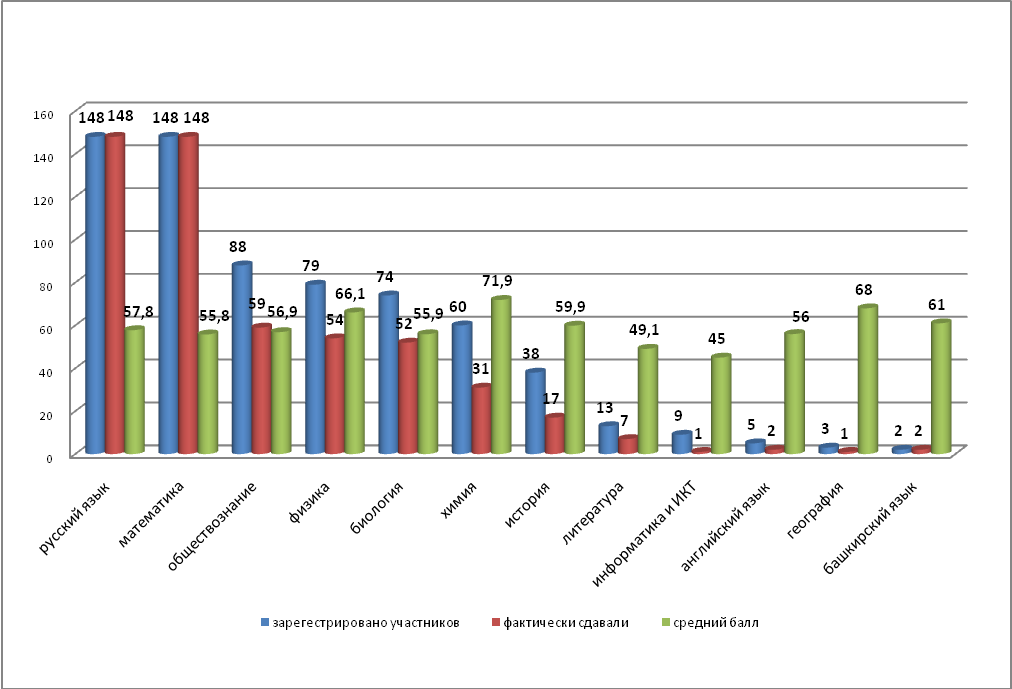 160
140
120
100
80
60
40
20
0
148 148 57,8
148 148 55,8
88 59 56,9
79 54 66,1
74 52 55,9
60 31 71,9
38 17 59,9
13 7 49,1
9 1 45
5 2 56
3 1 68
2 2 61
русский язык
математика
обществознание
физика
биология
химия
история
литература
информатика и ИКТ
английский язык
география
башкирский язык
зарегестрировано участников
фактически сдавали
средний балл